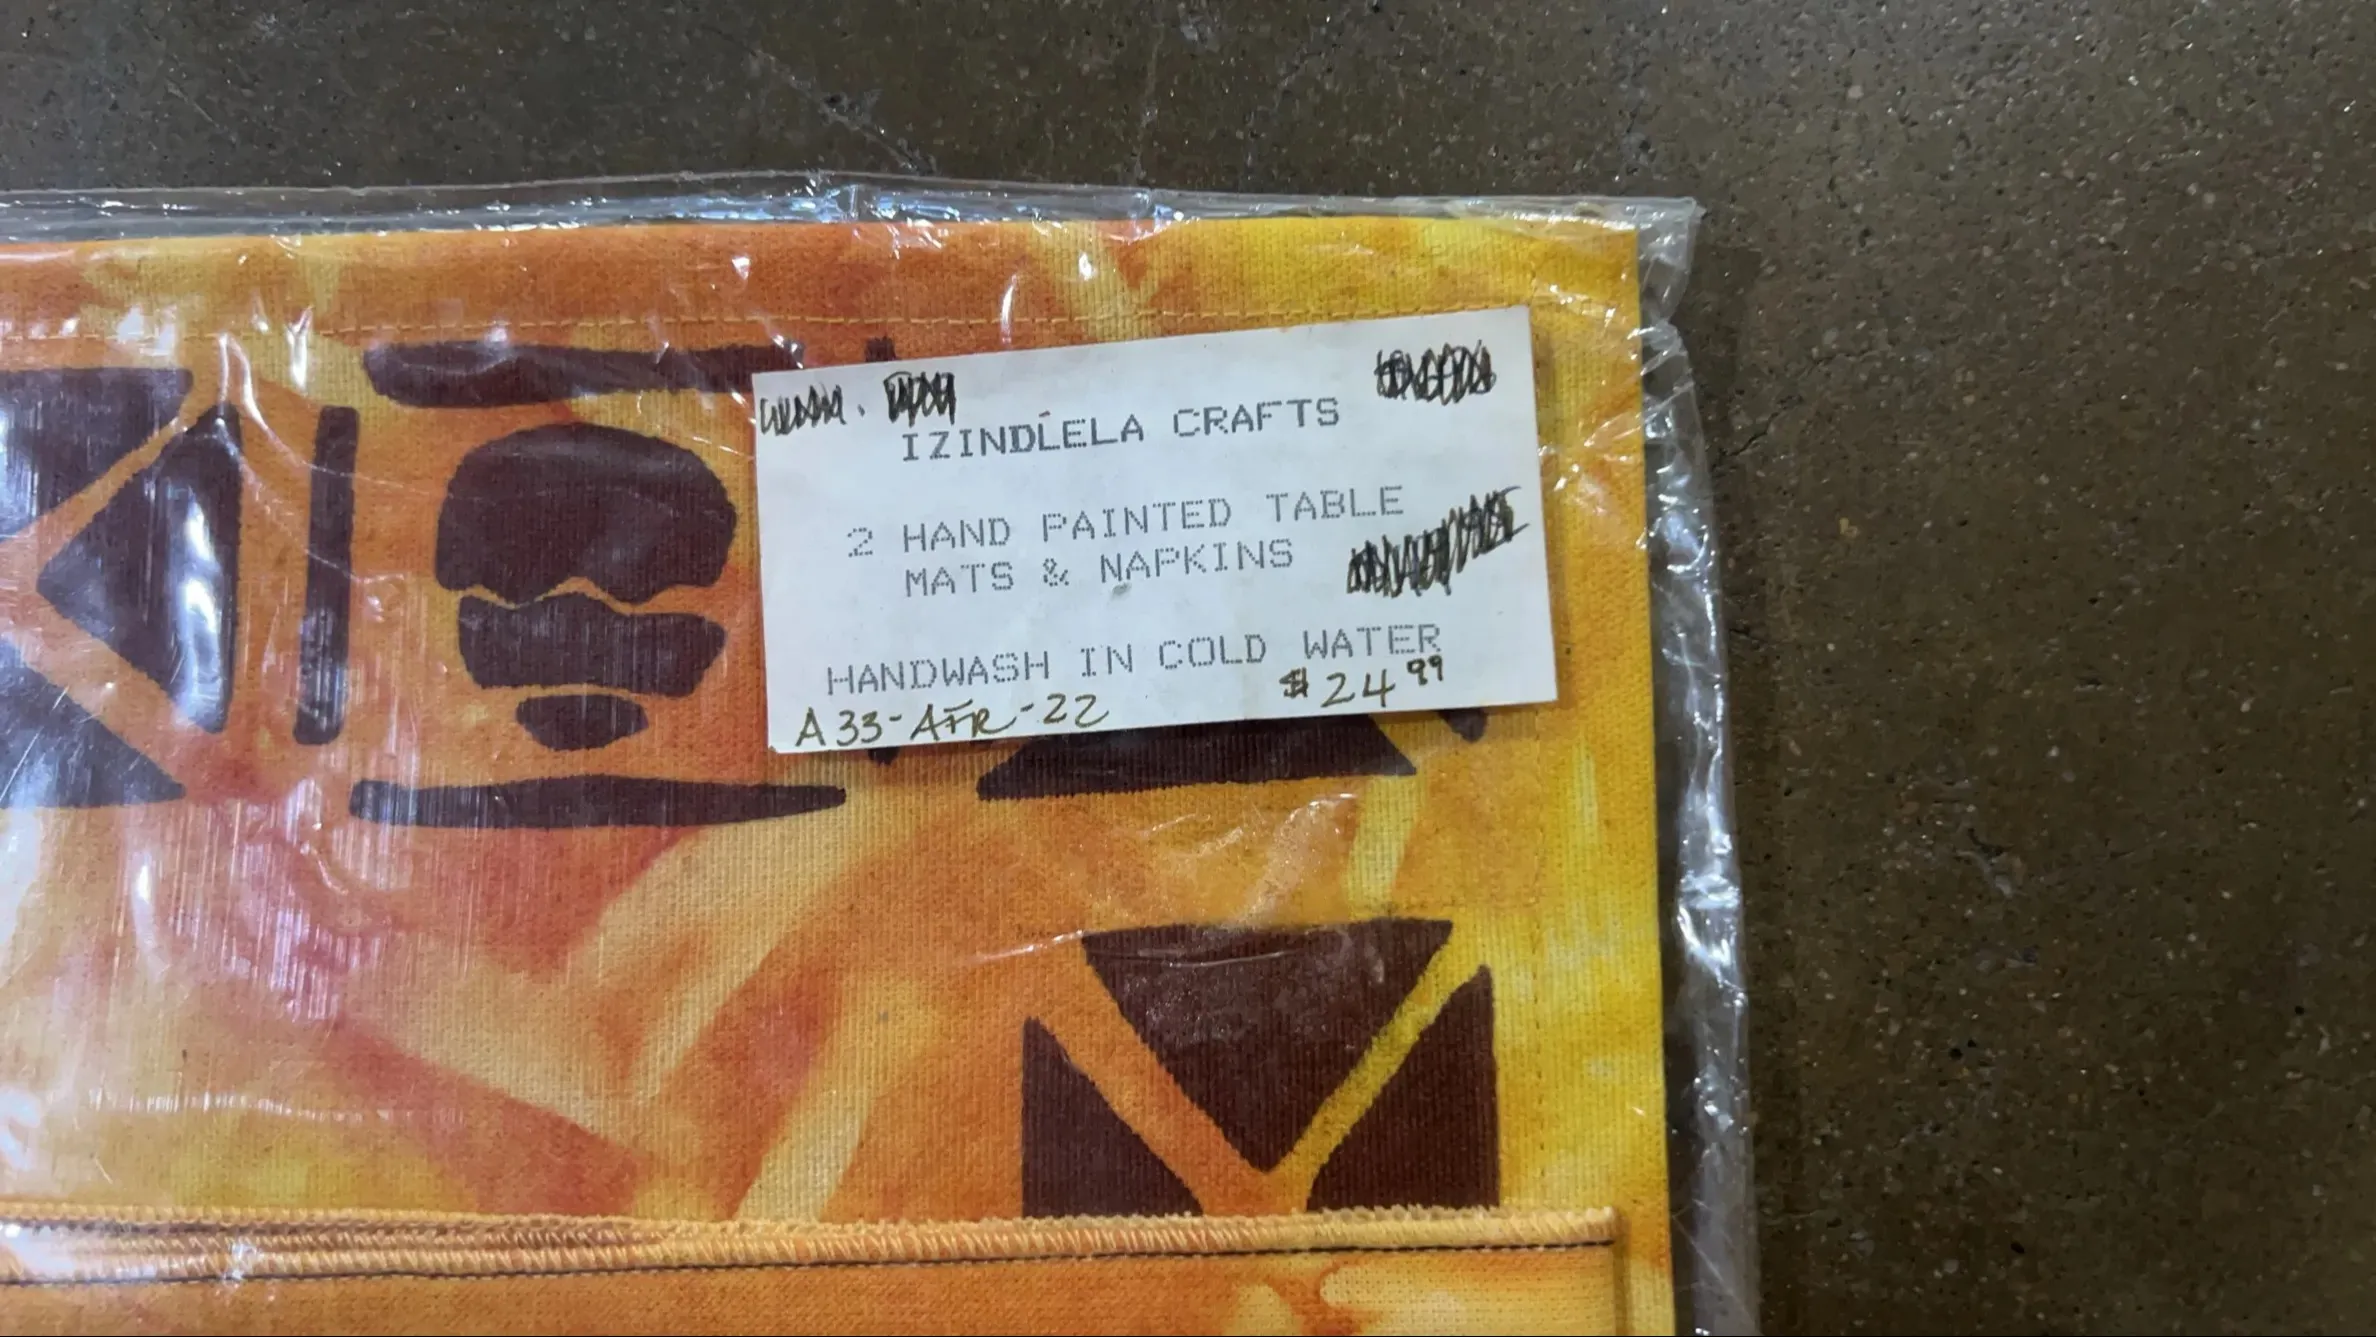 IZINDLELA CRAFTS
2 HAND PAINTED TABLE
MATS & NAPKINS
HANDWASH IN COLD WATER
$24.99
A33-AFR-22